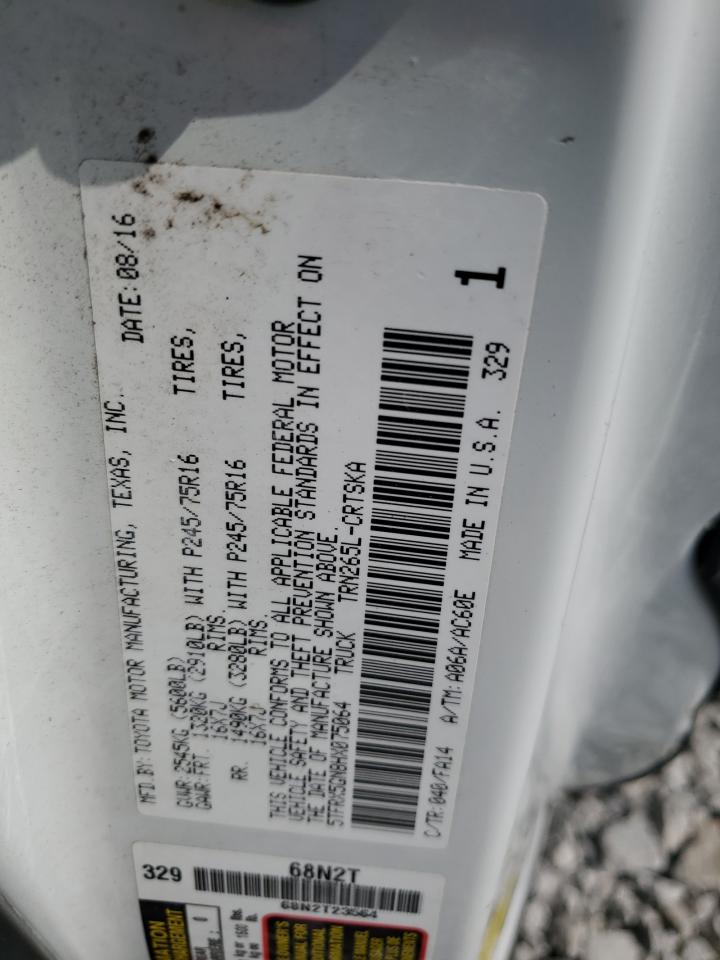 MFD. BY: TOYOTA MOTOR MANUFACTURING, TEXAS, INC. DATE: 08/16
GVWR: 2545KG (5600LB)
GAWR: FRT. 1320KG (2910LB) WITH P245/75R16 TIRES,
16X7J RIMS.
RR. 1490KG (3280LB) WITH P245/75R16 TIRES,
16X7J RIMS.
THIS VEHICLE CONFORMS TO ALL APPLICABLE FEDERAL MOTOR
VEHICLE SAFETY AND THEFT PREVENTION STANDARDS IN EFFECT ON
THE DATE OF MANUFACTURE SHOWN ABOVE.
5TFRX5GN8HX075064 TRUCK TRN265L-CRTSKA
1
C/TR: 040/FA14 A/TM: A06A/AC60E MADE IN U.S.A. 329
329 68N2T
68N2T23564